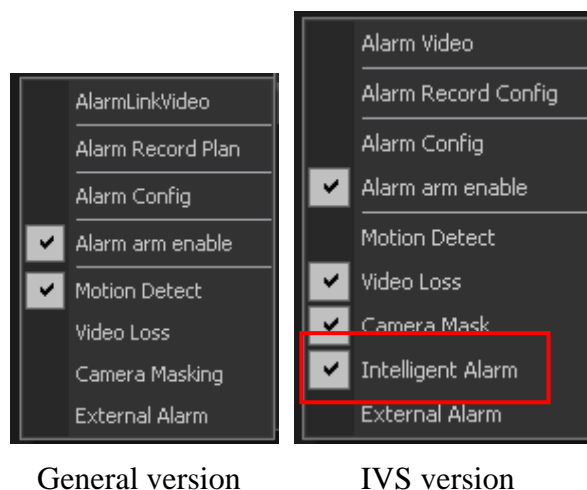 AlarmLinkVideo
Alarm Record Plan
Alarm Config
Alarm arm enable
Motion Detect
Video Loss
Camera Masking
External Alarm
General version
Alarm Video
Alarm Record Config
Alarm Config
Alarm arm enable
Motion Detect
Video Loss
Camera Mask
Intelligent Alarm
External Alarm
IVS version